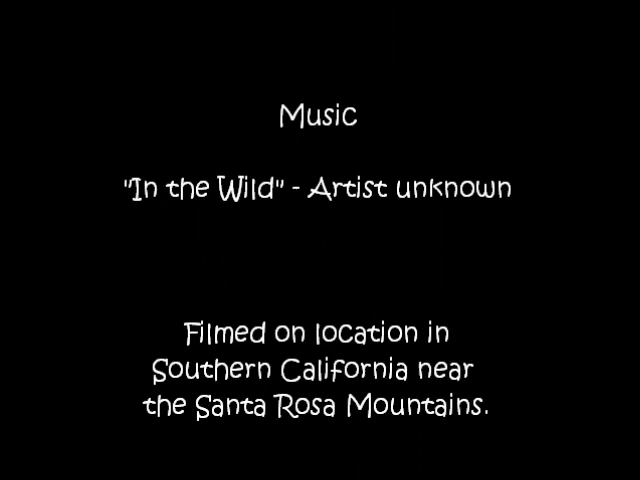 Music
"In the Wild" - Artist unknown
Filmed on location in
Southern California near
the Santa Rosa Mountains.